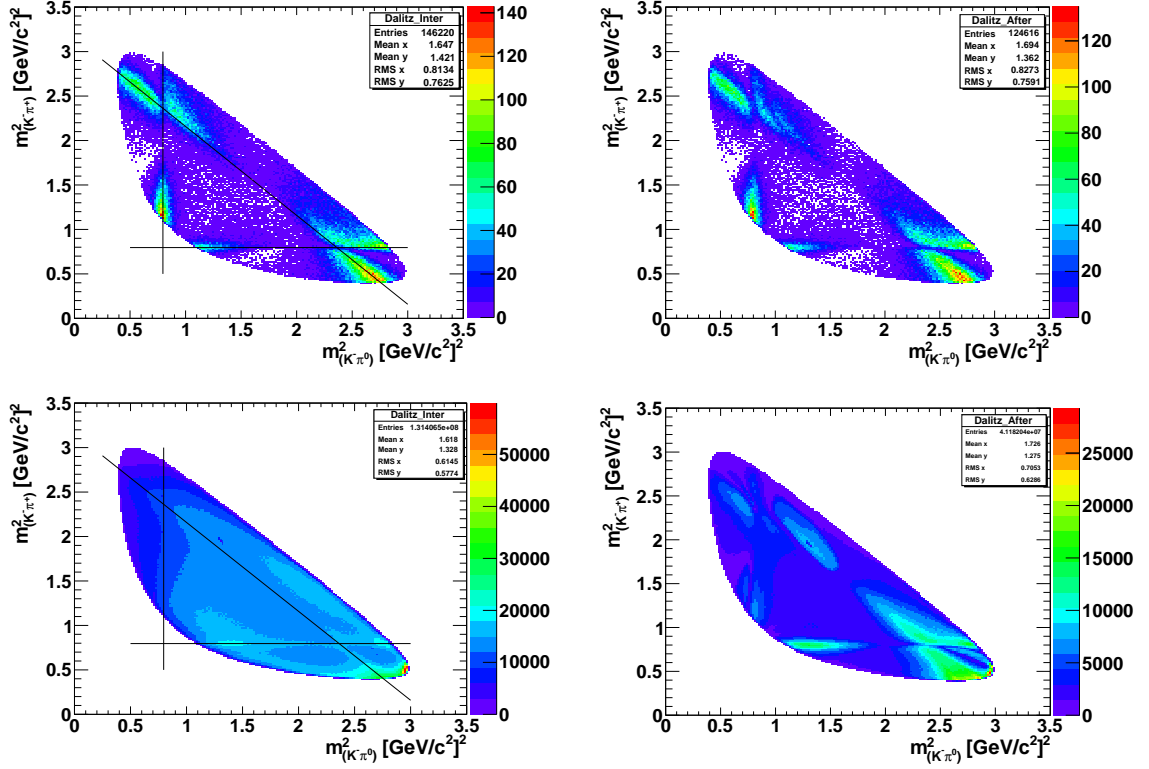 Dalitz_Inter
Entries 146220
Mean x 1.647
Mean y 1.421
RMS x 0.8134
RMS y 0.7625
m²(K⁻π⁺) [GeV/c²]²
3.5
3
2.5
2
1.5
1
0.5
0
0 0.5 1 1.5 2 2.5 3 3.5
m²(K⁻π⁰) [GeV/c²]²
140
120
100
80
60
40
20
0
Dalitz_After
Entries 124616
Mean x 1.694
Mean y 1.362
RMS x 0.8273
RMS y 0.7591
m²(K⁻π⁺) [GeV/c²]²
3.5
3
2.5
2
1.5
1
0.5
0
0 0.5 1 1.5 2 2.5 3 3.5
m²(K⁻π⁰) [GeV/c²]²
120
100
80
60
40
20
0
Dalitz_Inter
Entries 1.314065e+08
Mean x 1.618
Mean y 1.328
RMS x 0.6145
RMS y 0.5774
m²(K⁻π⁺) [GeV/c²]²
3.5
3
2.5
2
1.5
1
0.5
0
0 0.5 1 1.5 2 2.5 3 3.5
m²(K⁻π⁰) [GeV/c²]²
50000
40000
30000
20000
10000
0
Dalitz_After
Entries 4.118204e+07
Mean x 1.726
Mean y 1.275
RMS x 0.7053
RMS y 0.6286
m²(K⁻π⁺) [GeV/c²]²
3.5
3
2.5
2
1.5
1
0.5
0
0 0.5 1 1.5 2 2.5 3 3.5
m²(K⁻π⁰) [GeV/c²]²
25000
20000
15000
10000
5000
0